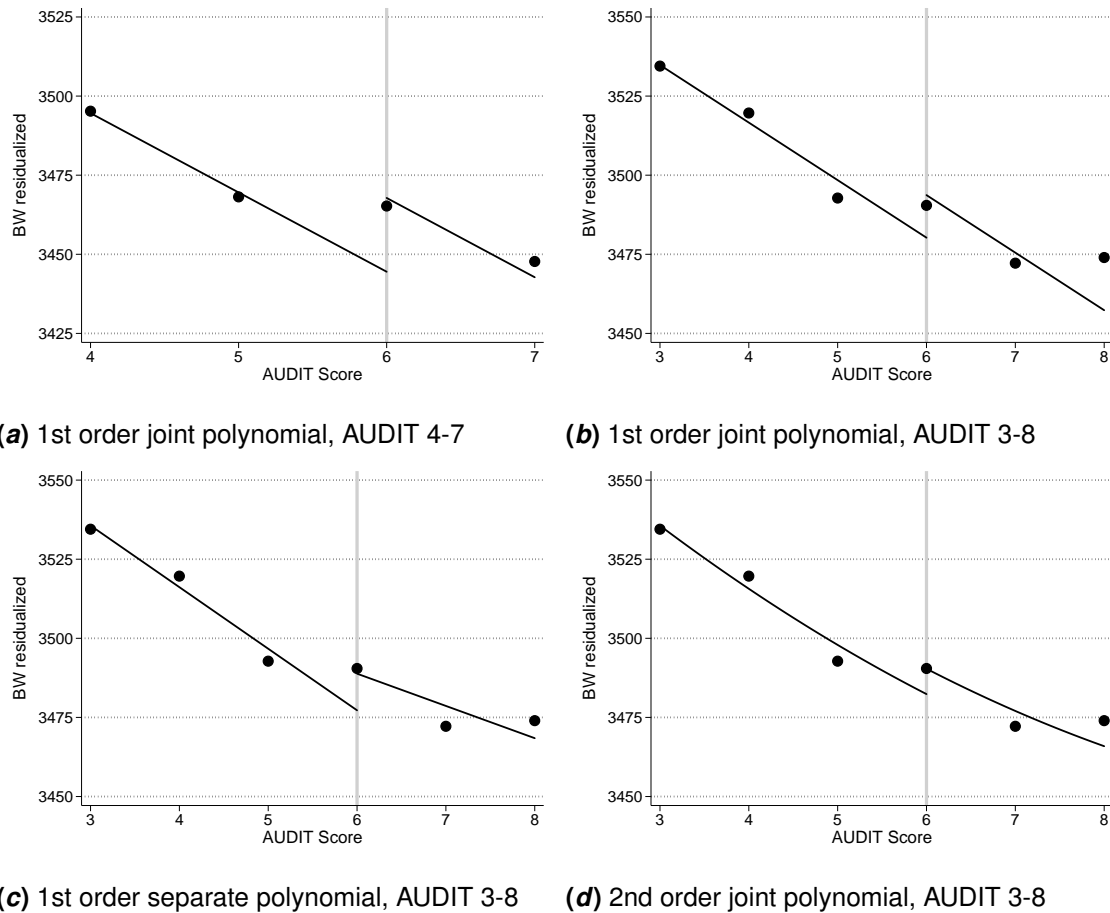 3525
3500
3475
3450
3425
BW residualized
4 5 6 7
AUDIT Score
(a) 1st order joint polynomial, AUDIT 4-7
3550
3525
3500
3475
3450
BW residualized
3 4 5 6 7 8
AUDIT Score
(b) 1st order joint polynomial, AUDIT 3-8
3550
3525
3500
3475
3450
BW residualized
3 4 5 6 7 8
AUDIT Score
(c) 1st order separate polynomial, AUDIT 3-8
3550
3525
3500
3475
3450
BW residualized
3 4 5 6 7 8
AUDIT Score
(d) 2nd order joint polynomial, AUDIT 3-8